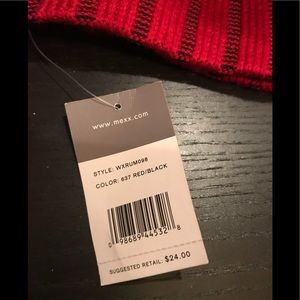 www.mexx.com
STYLE: WXRUM098
COLOR: 637 RED/BLACK
0 98689 44532 8
SUGGESTED RETAIL: $24.00